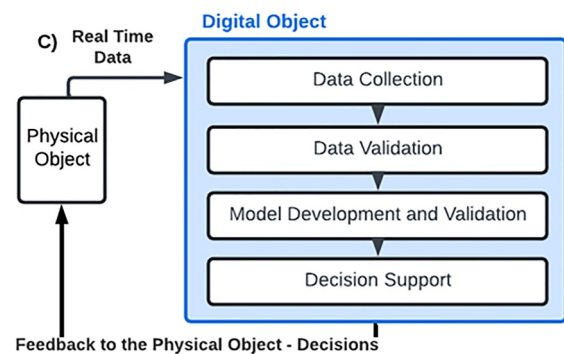 Digital Object
C)
Real Time
Data
Data Collection
Physical
Object
Data Validation
Model Development and Validation
Decision Support
Feedback to the Physical Object - Decisions